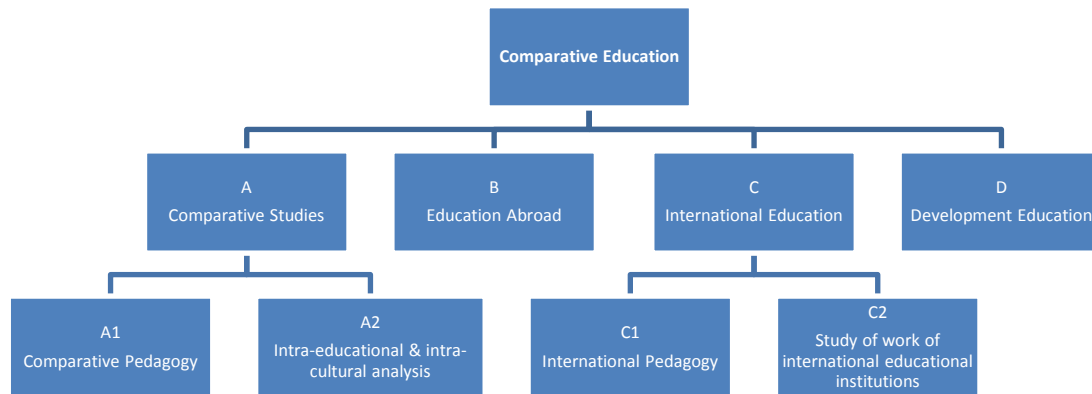 Comparative Education
A
Comparative Studies
B
Education Abroad
C
International Education
D
Development Education
A1
Comparative Pedagogy
A2
Intra-educational & intra-
cultural analysis
C1
International Pedagogy
C2
Study of work of
international educational
institutions